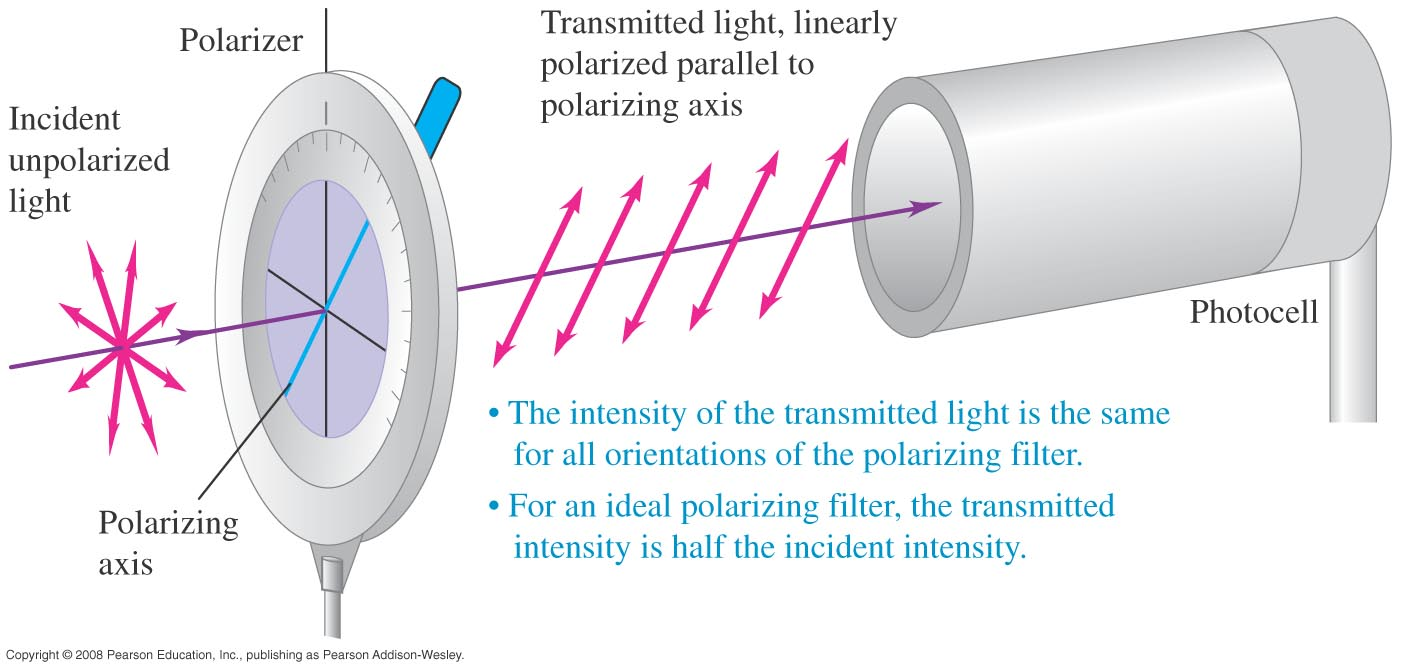 Polarizer
Incident
unpolarized
light
Transmitted light, linearly
polarized parallel to
polarizing axis
Photocell
Polarizing
axis
• The intensity of the transmitted light is the same
for all orientations of the polarizing filter.
• For an ideal polarizing filter, the transmitted
intensity is half the incident intensity.
Copyright © 2008 Pearson Education, Inc., publishing as Pearson Addison-Wesley.